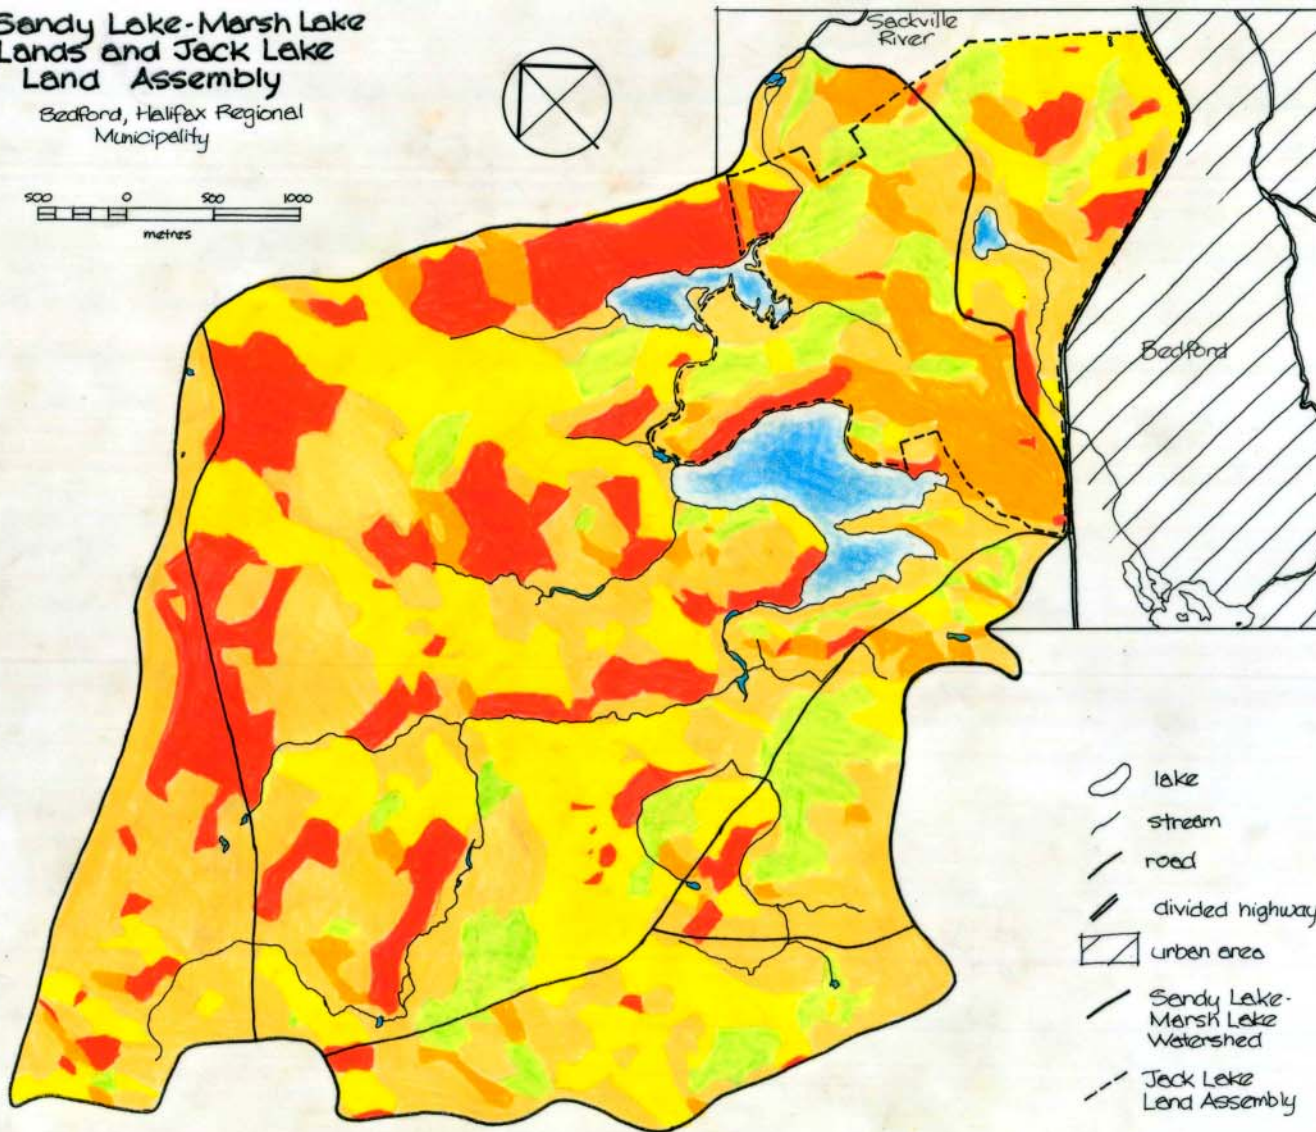 Sandy Lake-Marsh Lake
Lands and Jack Lake
Land Assembly
Bedford, Halifax Regional
Municipality
500 0 500 1000
metres
Sackville
River
Bedford
lake
stream
road
divided highway
urban area
Sandy Lake-
Marsh Lake
Watershed
Jack Lake
Land Assembly